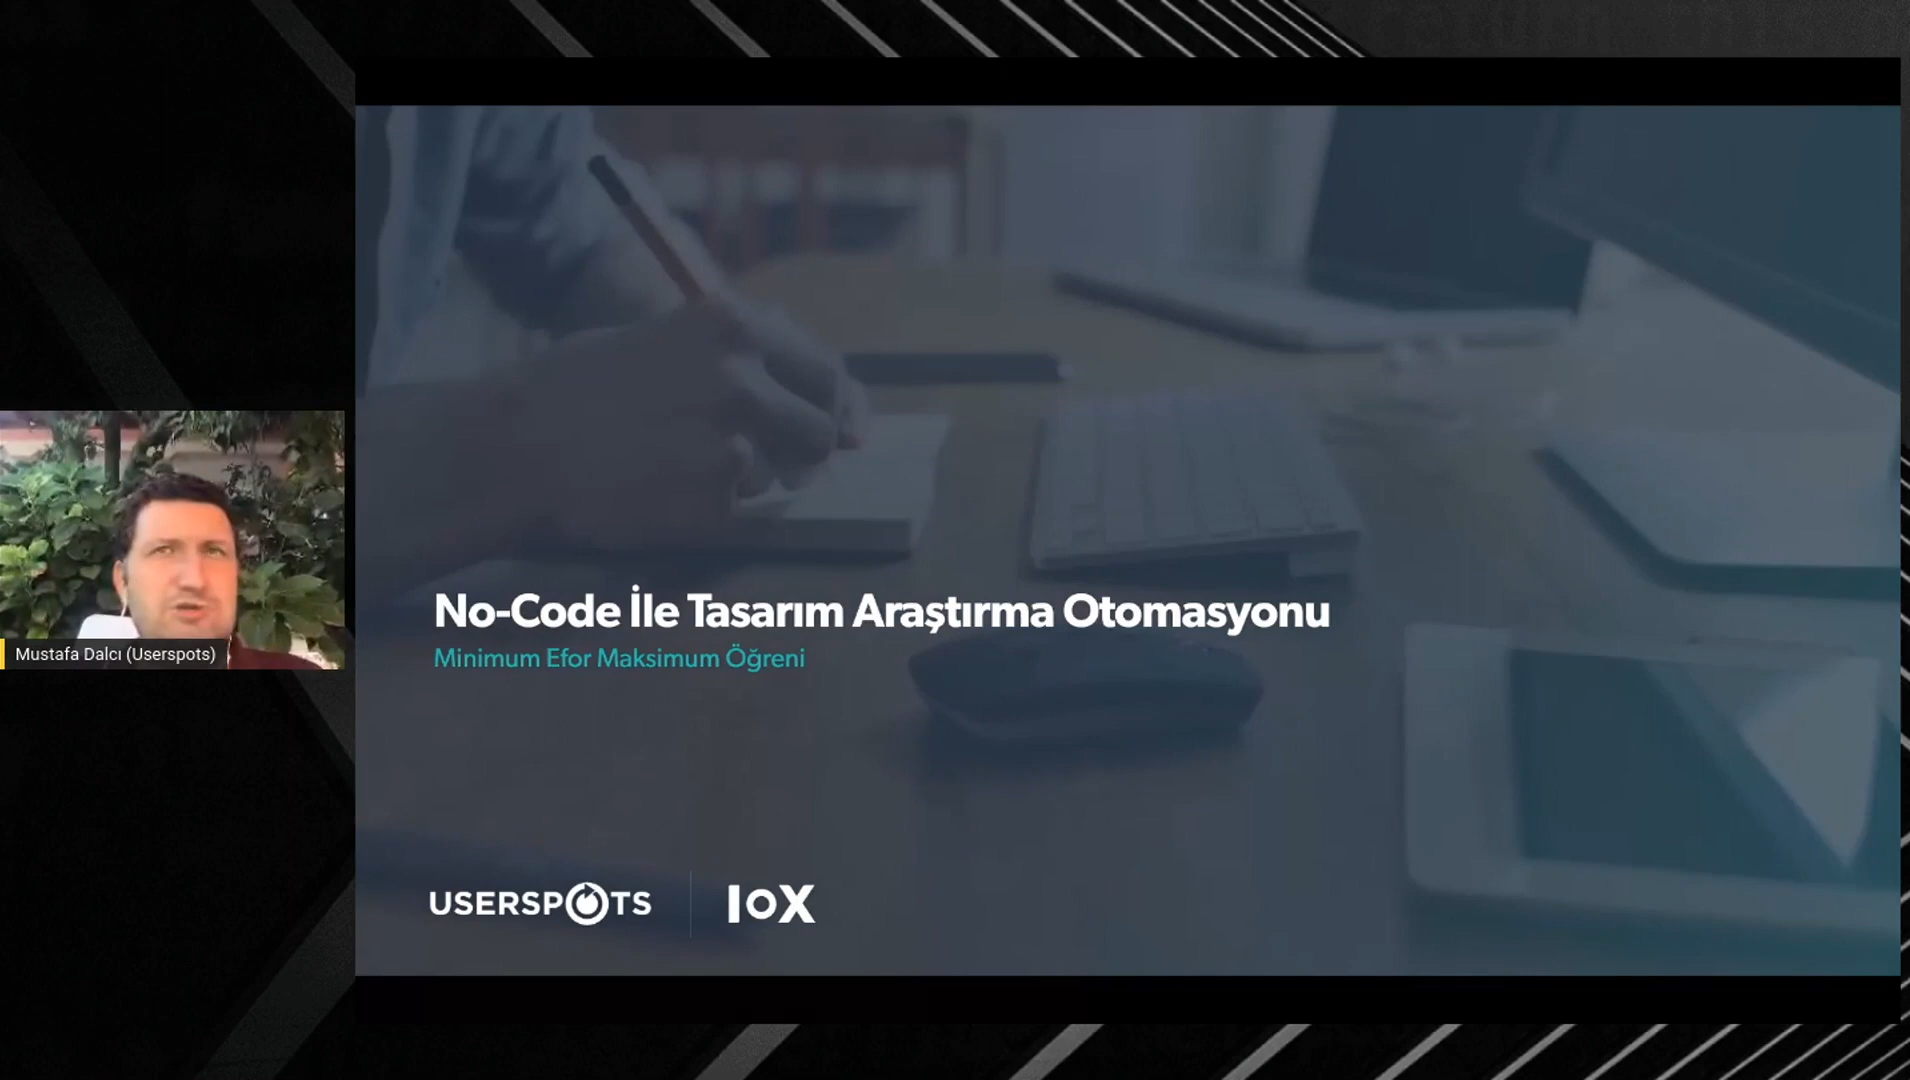 No-Code İle Tasarım Araştırma Otomasyonu
Minimum Efor Maksimum Öğreni
Mustafa Dalcı (Userspots)
USERSPOTS
IOX